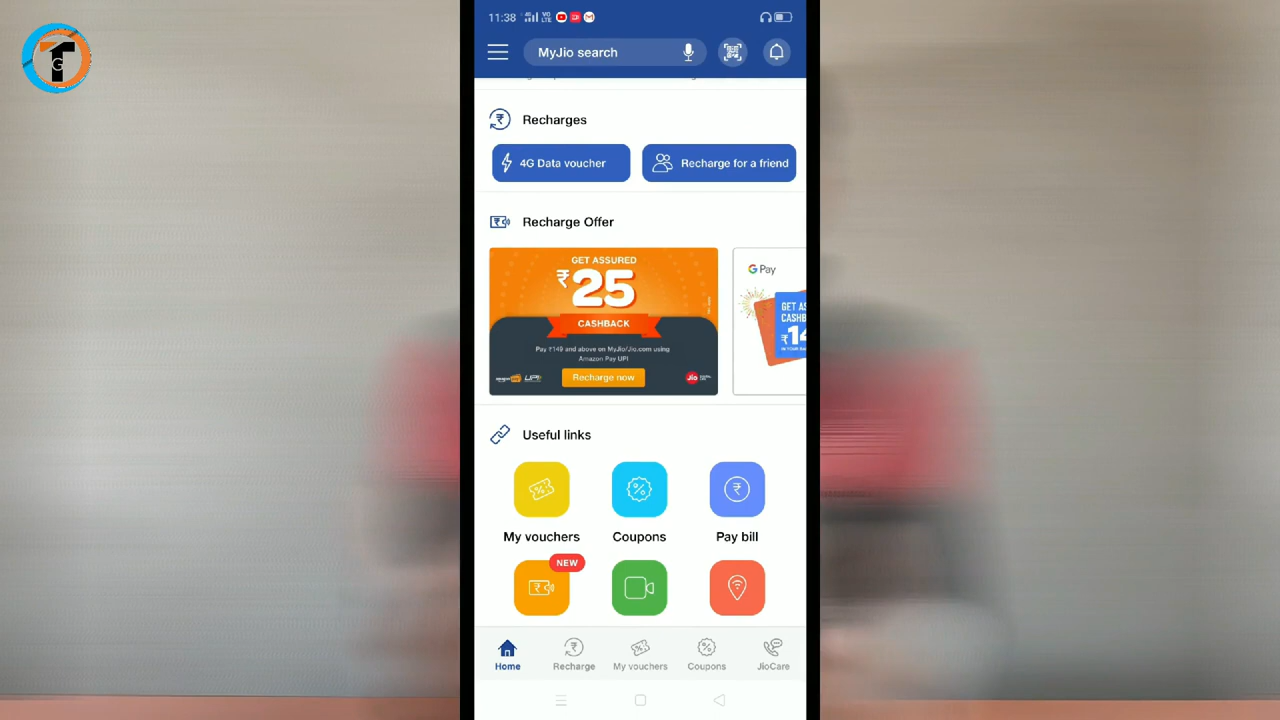 T
G
11:38
MyJio search
Recharges
4G Data voucher
Recharge for a friend
Recharge Offer
GET ASSURED
₹25
CASHBACK
Pay ₹149 and above on MyJio/Jio.com using
Amazon Pay UPI
Recharge now
UPI
Jio
G Pay
GET AS
CASHB
₹14
Useful links
My vouchers
Coupons
Pay bill
NEW
Home
Recharge
My vouchers
Coupons
JioCare